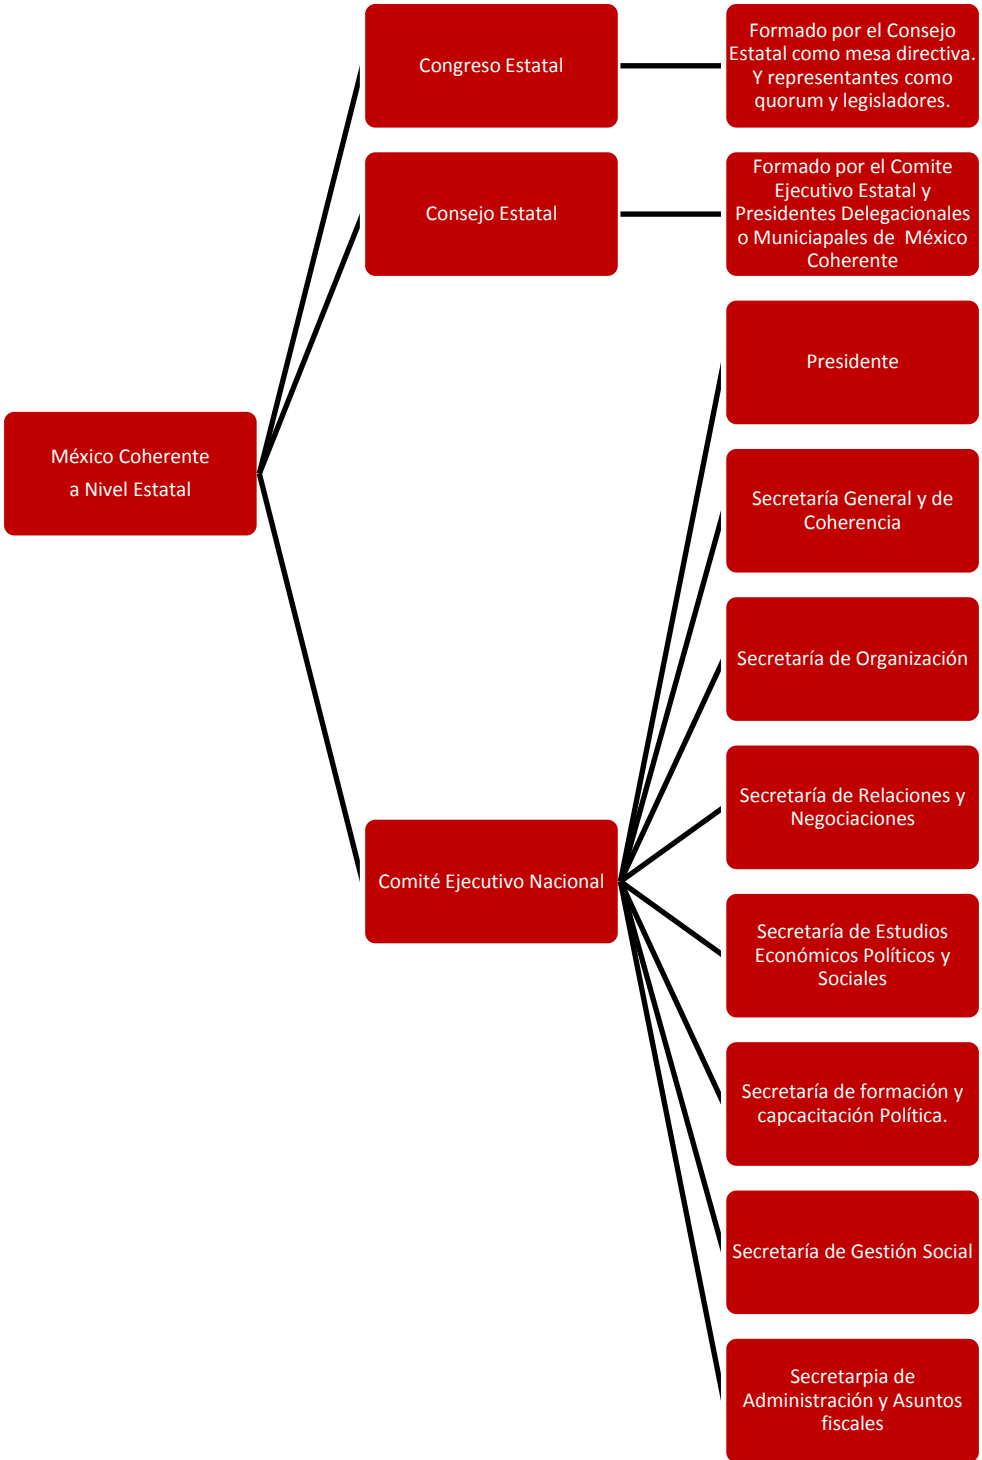 México Coherente
a Nivel Estatal
Congreso Estatal
Formado por el Consejo
Estatal como mesa directiva.
Y representantes como
quorum y legisladores.
Consejo Estatal
Formado por el Comite
Ejecutivo Estatal y
Presidentes Delegacionales
o Municiapales de México
Coherente
Comité Ejecutivo Nacional
Presidente
Secretaría General y de
Coherencia
Secretaría de Organización
Secretaría de Relaciones y
Negociaciones
Secretaría de Estudios
Económicos Políticos y
Sociales
Secretaría de formación y
capcacitación Política.
Secretaría de Gestión Social
Secretarpia de
Administración y Asuntos
fiscales